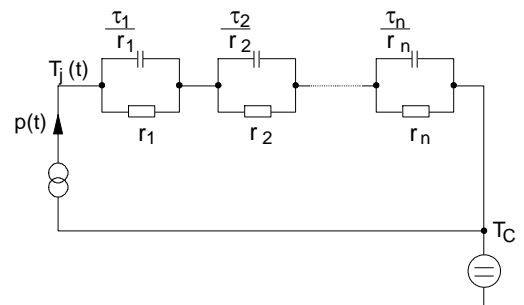 τ1 τ2 τn
r1 r2 rn
Tj (t)
p(t)
r1 r2 rn
TC